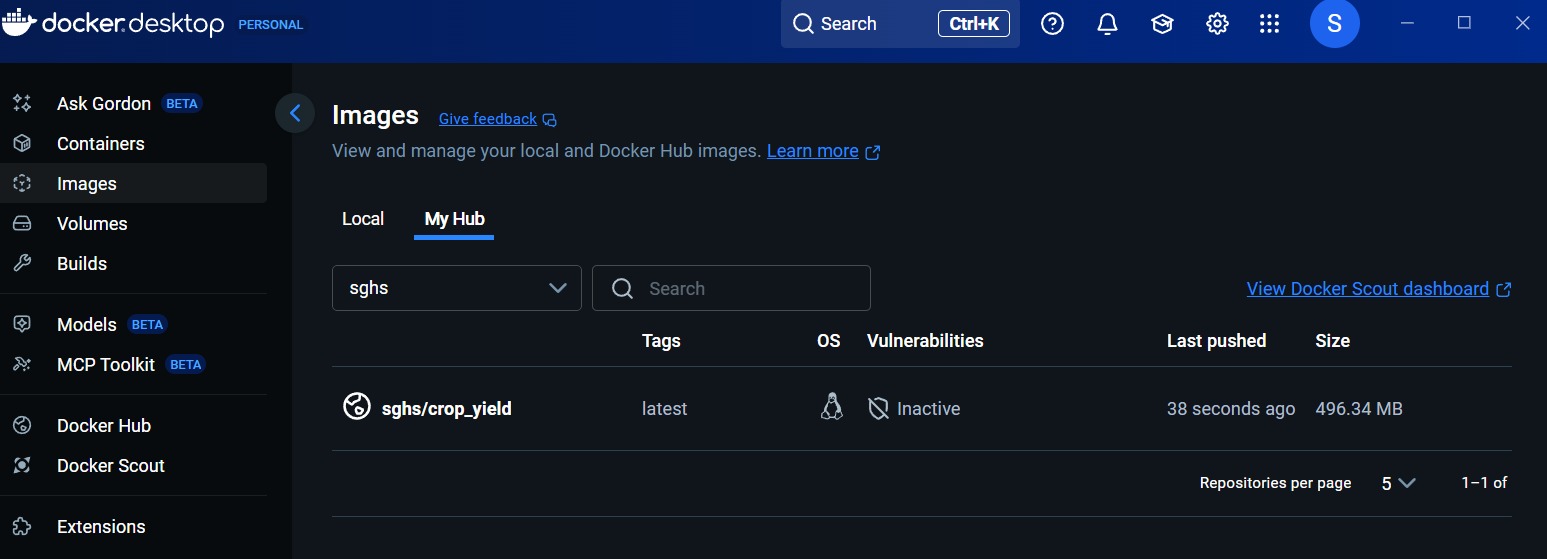 docker.desktop PERSONAL
Search Ctrl+K
S
Ask Gordon BETA
Containers
Images
Volumes
Builds
Models BETA
MCP Toolkit BETA
Docker Hub
Docker Scout
Extensions
Images Give feedback
View and manage your local and Docker Hub images. Learn more
Local My Hub
sghs Search View Docker Scout dashboard
Tags OS Vulnerabilities Last pushed Size
sghs/crop_yield latest Inactive 38 seconds ago 496.34 MB
Repositories per page 5 1–1 of